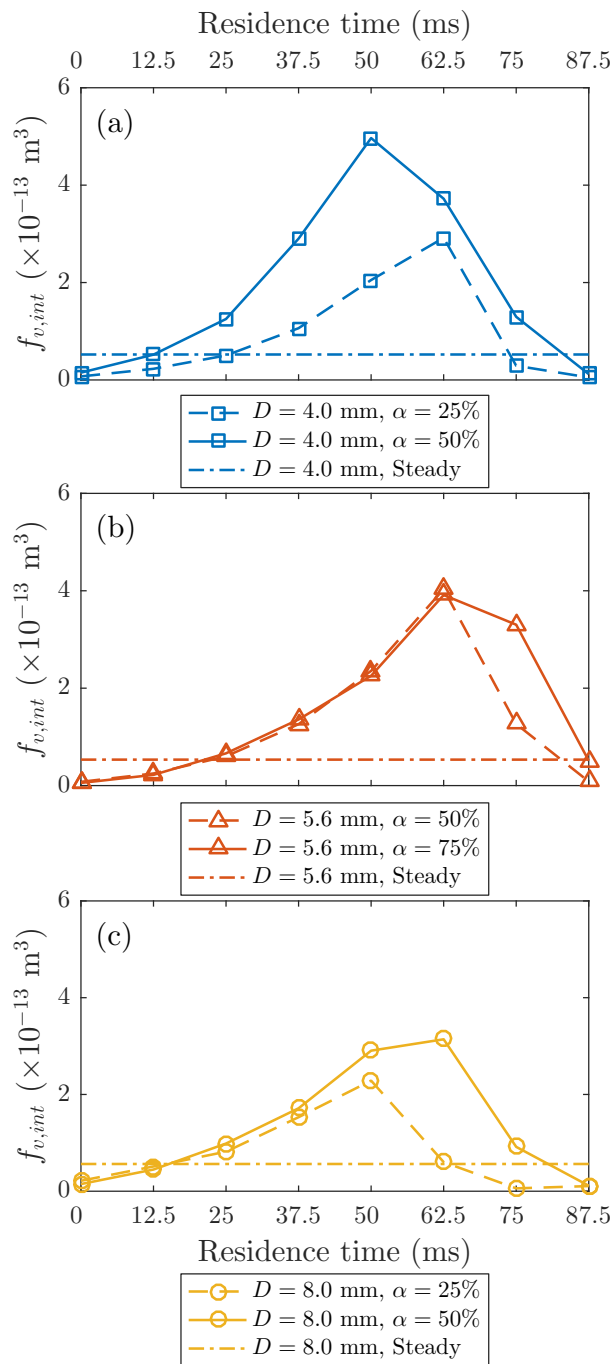 Residence time (ms)
0 12.5 25 37.5 50 62.5 75 87.5
(a)
6
4
2
0
f_{v,int} (×10^{−13} m^3)
D = 4.0 mm, α = 25%
D = 4.0 mm, α = 50%
D = 4.0 mm, Steady
(b)
6
4
2
0
f_{v,int} (×10^{−13} m^3)
D = 5.6 mm, α = 50%
D = 5.6 mm, α = 75%
D = 5.6 mm, Steady
(c)
6
4
2
0
f_{v,int} (×10^{−13} m^3)
0 12.5 25 37.5 50 62.5 75 87.5
Residence time (ms)
D = 8.0 mm, α = 25%
D = 8.0 mm, α = 50%
D = 8.0 mm, Steady